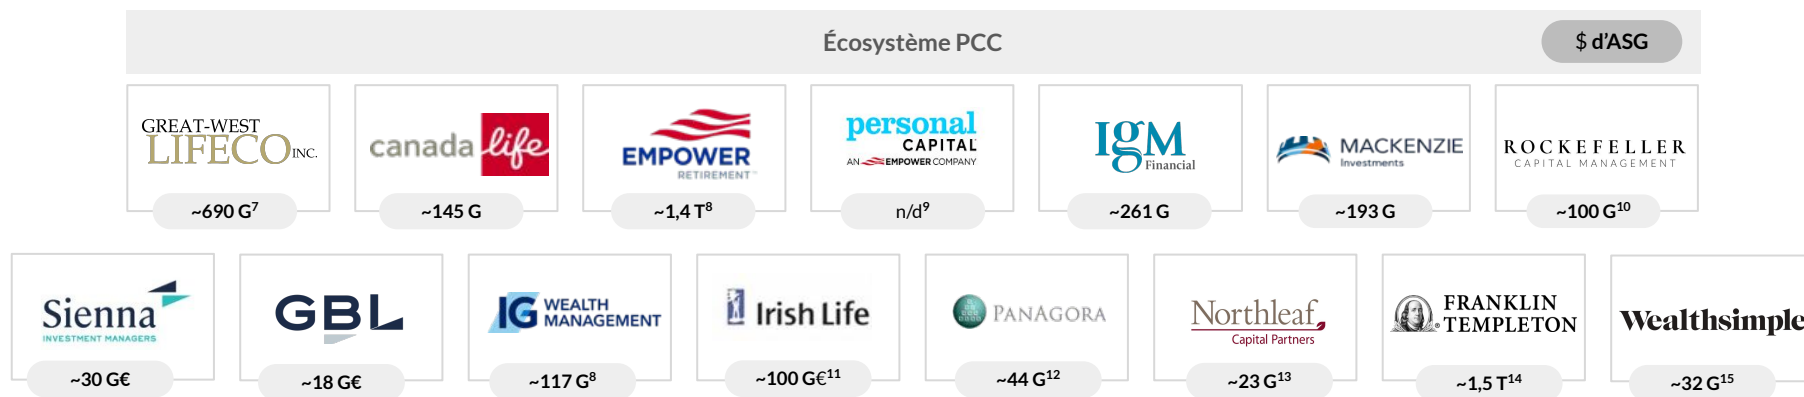 Écosystème PCC
$ d’ASG
GREAT-WEST
LIFECO INC.
~690 G⁷
canada life
~145 G
EMPOWER
RETIREMENT™
~1,4 T⁸
personal
CAPITAL
AN EMPOWER COMPANY
n/d⁹
IGM
Financial
~261 G
MACKENZIE
Investments
~193 G
ROCKEFELLER
CAPITAL MANAGEMENT
~100 G¹⁰
Sienna
INVESTMENT MANAGERS
~30 G€
GBL
~18 G€
IG WEALTH
MANAGEMENT
~117 G⁸
Irish Life
~100 G€¹¹
PANAGORA
~44 G¹²
Northleaf
Capital Partners
~23 G¹³
FRANKLIN
TEMPLETON
~1,5 T¹⁴
Wealthsimple
~32 G¹⁵